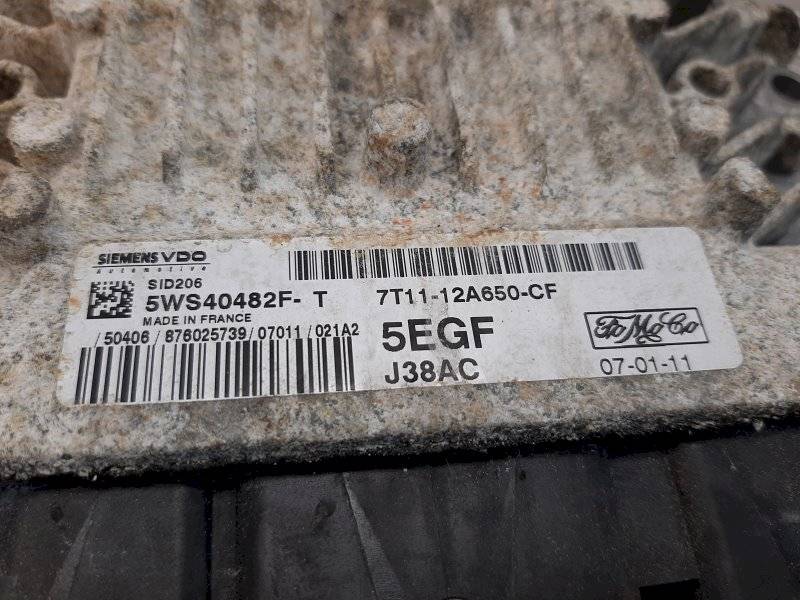 SIEMENS VDO
Automotive
SID206
5WS40482F- T
MADE IN FRANCE
/50406/876025739/07011/021A2
7T11-12A650-CF
5EGF
J38AC
FoMoCo
07-01-11